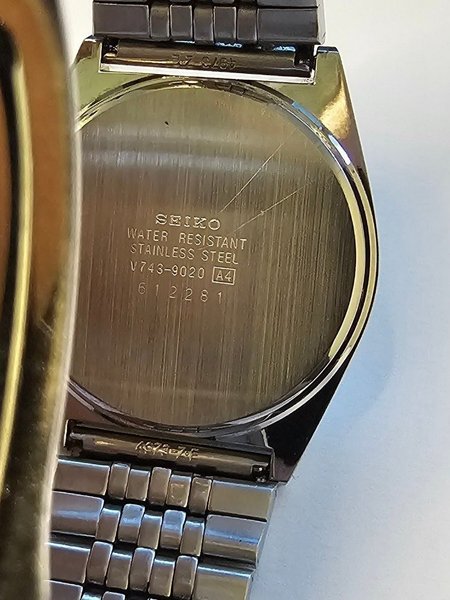 SEIKO
WATER RESISTANT
STAINLESS STEEL
V743-9020 A4
612281